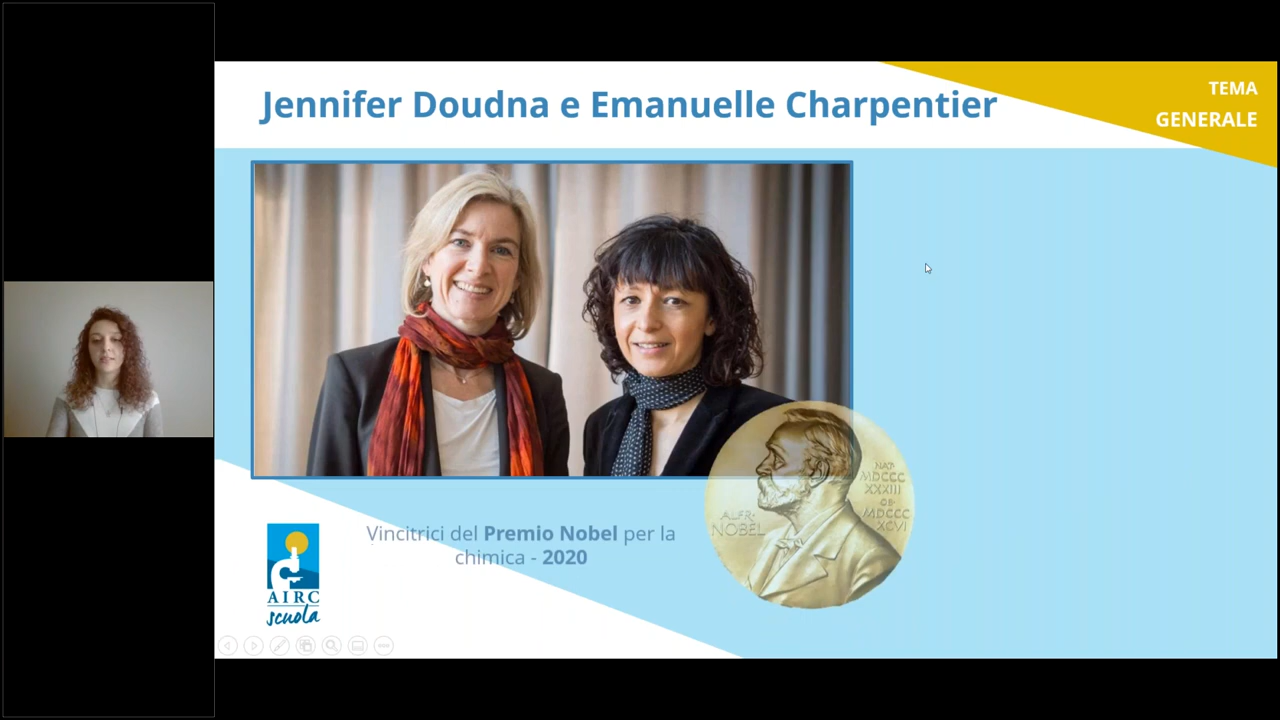 Jennifer Doudna e Emanuelle Charpentier
TEMA
GENERALE
ALFR·
NOBEL
NAT·
MDCCC
XXXIII
OB·
MDCCC
XCVI
Vincitrici del Premio Nobel per la
chimica - 2020
AIRC
scuola